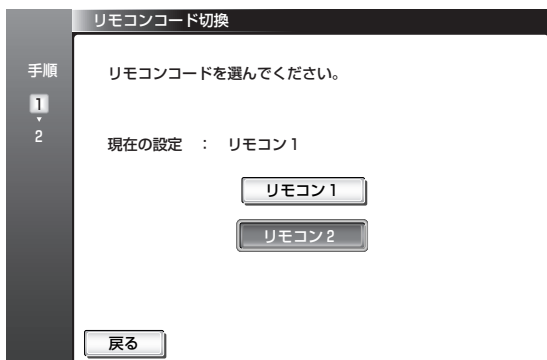 リモコンコード切換
手順
1
2
リモコンコードを選んでください。
現在の設定 : リモコン1
リモコン1
リモコン2
戻る